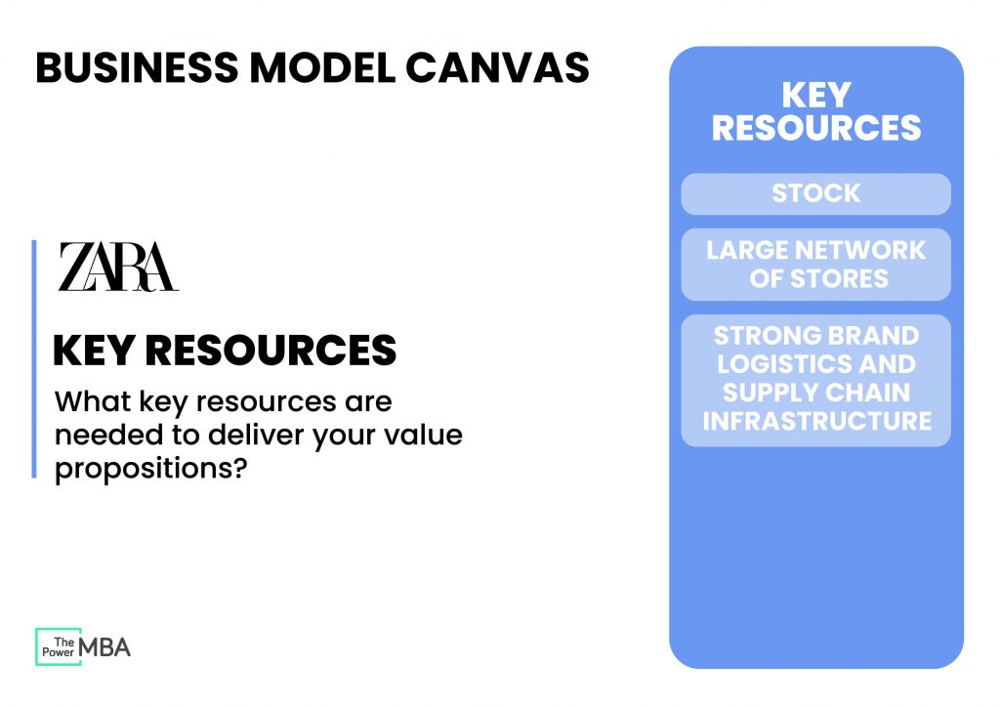 BUSINESS MODEL CANVAS
ZARA
KEY RESOURCES
What key resources are
needed to deliver your value
propositions?
KEY
RESOURCES
STOCK
LARGE NETWORK
OF STORES
STRONG BRAND
LOGISTICS AND
SUPPLY CHAIN
INFRASTRUCTURE
The
Power MBA